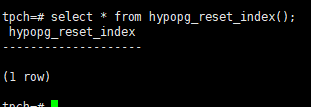 tpch=# select * from hypopg_reset_index();
 hypopg_reset_index
--------------------

(1 row)

tpch=#